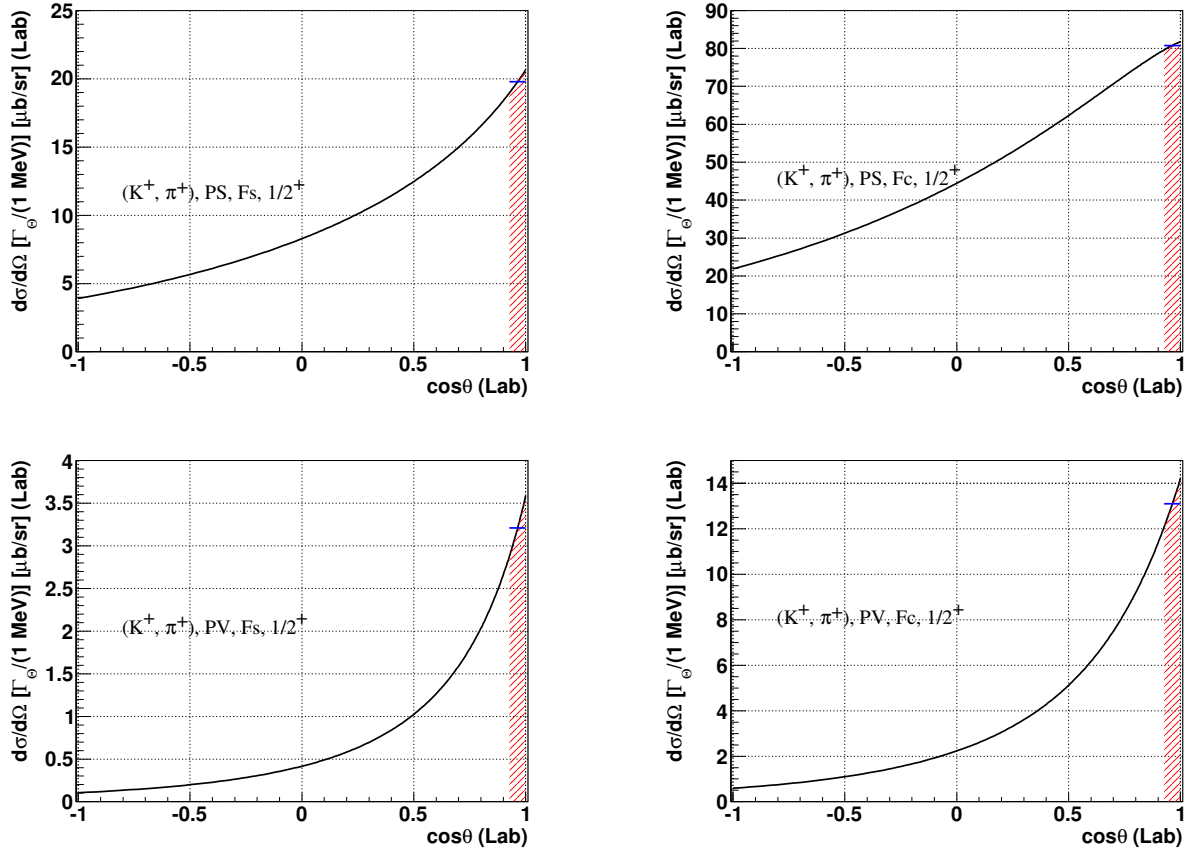 25
20
15
10
5
0
-1 -0.5 0 0.5 1
cosθ (Lab)
dσ/dΩ [Γ_Θ/(1 MeV)] [μb/sr] (Lab)
(K⁺, π⁺), PS, Fs, 1/2⁺
90
80
70
60
50
40
30
20
10
0
-1 -0.5 0 0.5 1
cosθ (Lab)
dσ/dΩ [Γ_Θ/(1 MeV)] [μb/sr] (Lab)
(K⁺, π⁺), PS, Fc, 1/2⁺
4
3.5
3
2.5
2
1.5
1
0.5
0
-1 -0.5 0 0.5 1
cosθ (Lab)
dσ/dΩ [Γ_Θ/(1 MeV)] [μb/sr] (Lab)
(K⁺, π⁺), PV, Fs, 1/2⁺
14
12
10
8
6
4
2
0
-1 -0.5 0 0.5 1
cosθ (Lab)
dσ/dΩ [Γ_Θ/(1 MeV)] [μb/sr] (Lab)
(K⁺, π⁺), PV, Fc, 1/2⁺